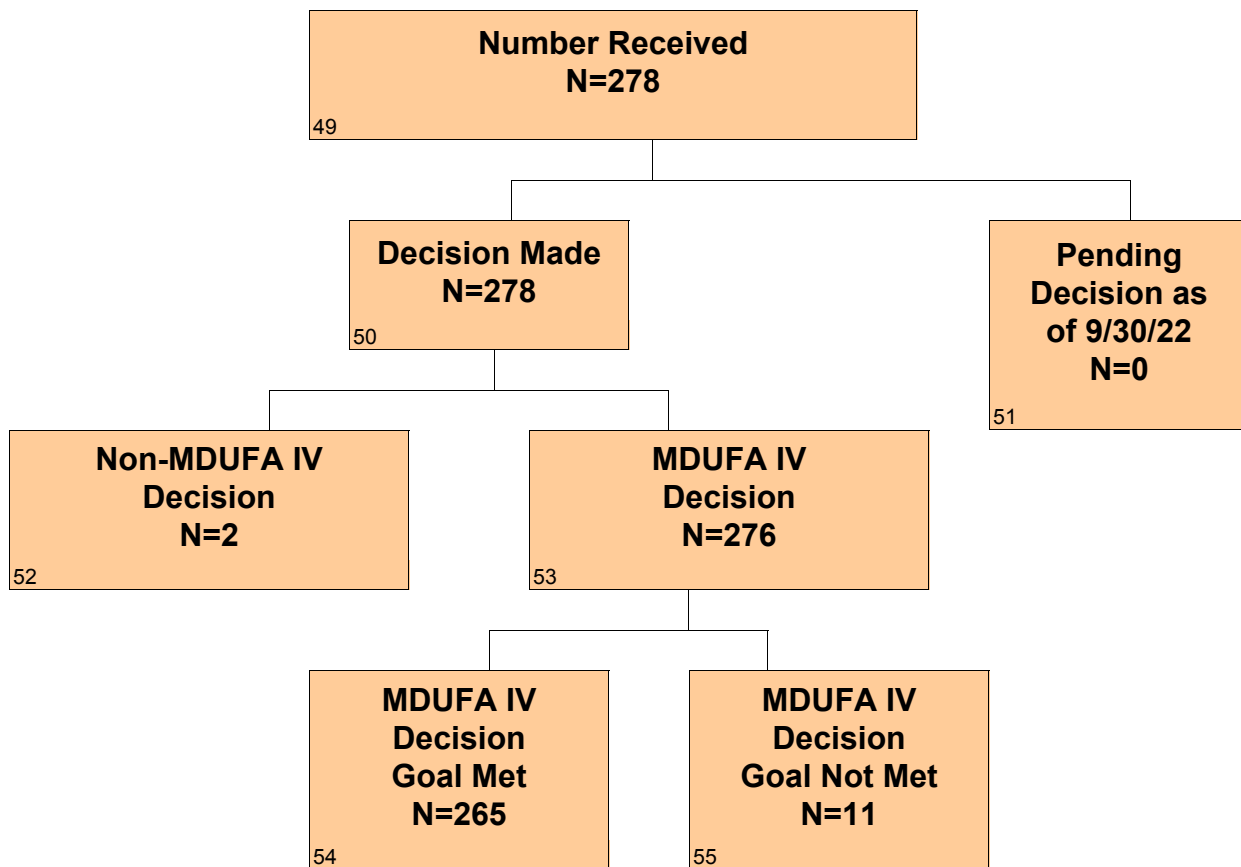 Number Received
N=278
49
Decision Made
N=278
50
Pending
Decision as
of 9/30/22
N=0
51
Non-MDUFA IV
Decision
N=2
52
MDUFA IV
Decision
N=276
53
MDUFA IV
Decision
Goal Met
N=265
54
MDUFA IV
Decision
Goal Not Met
N=11
55